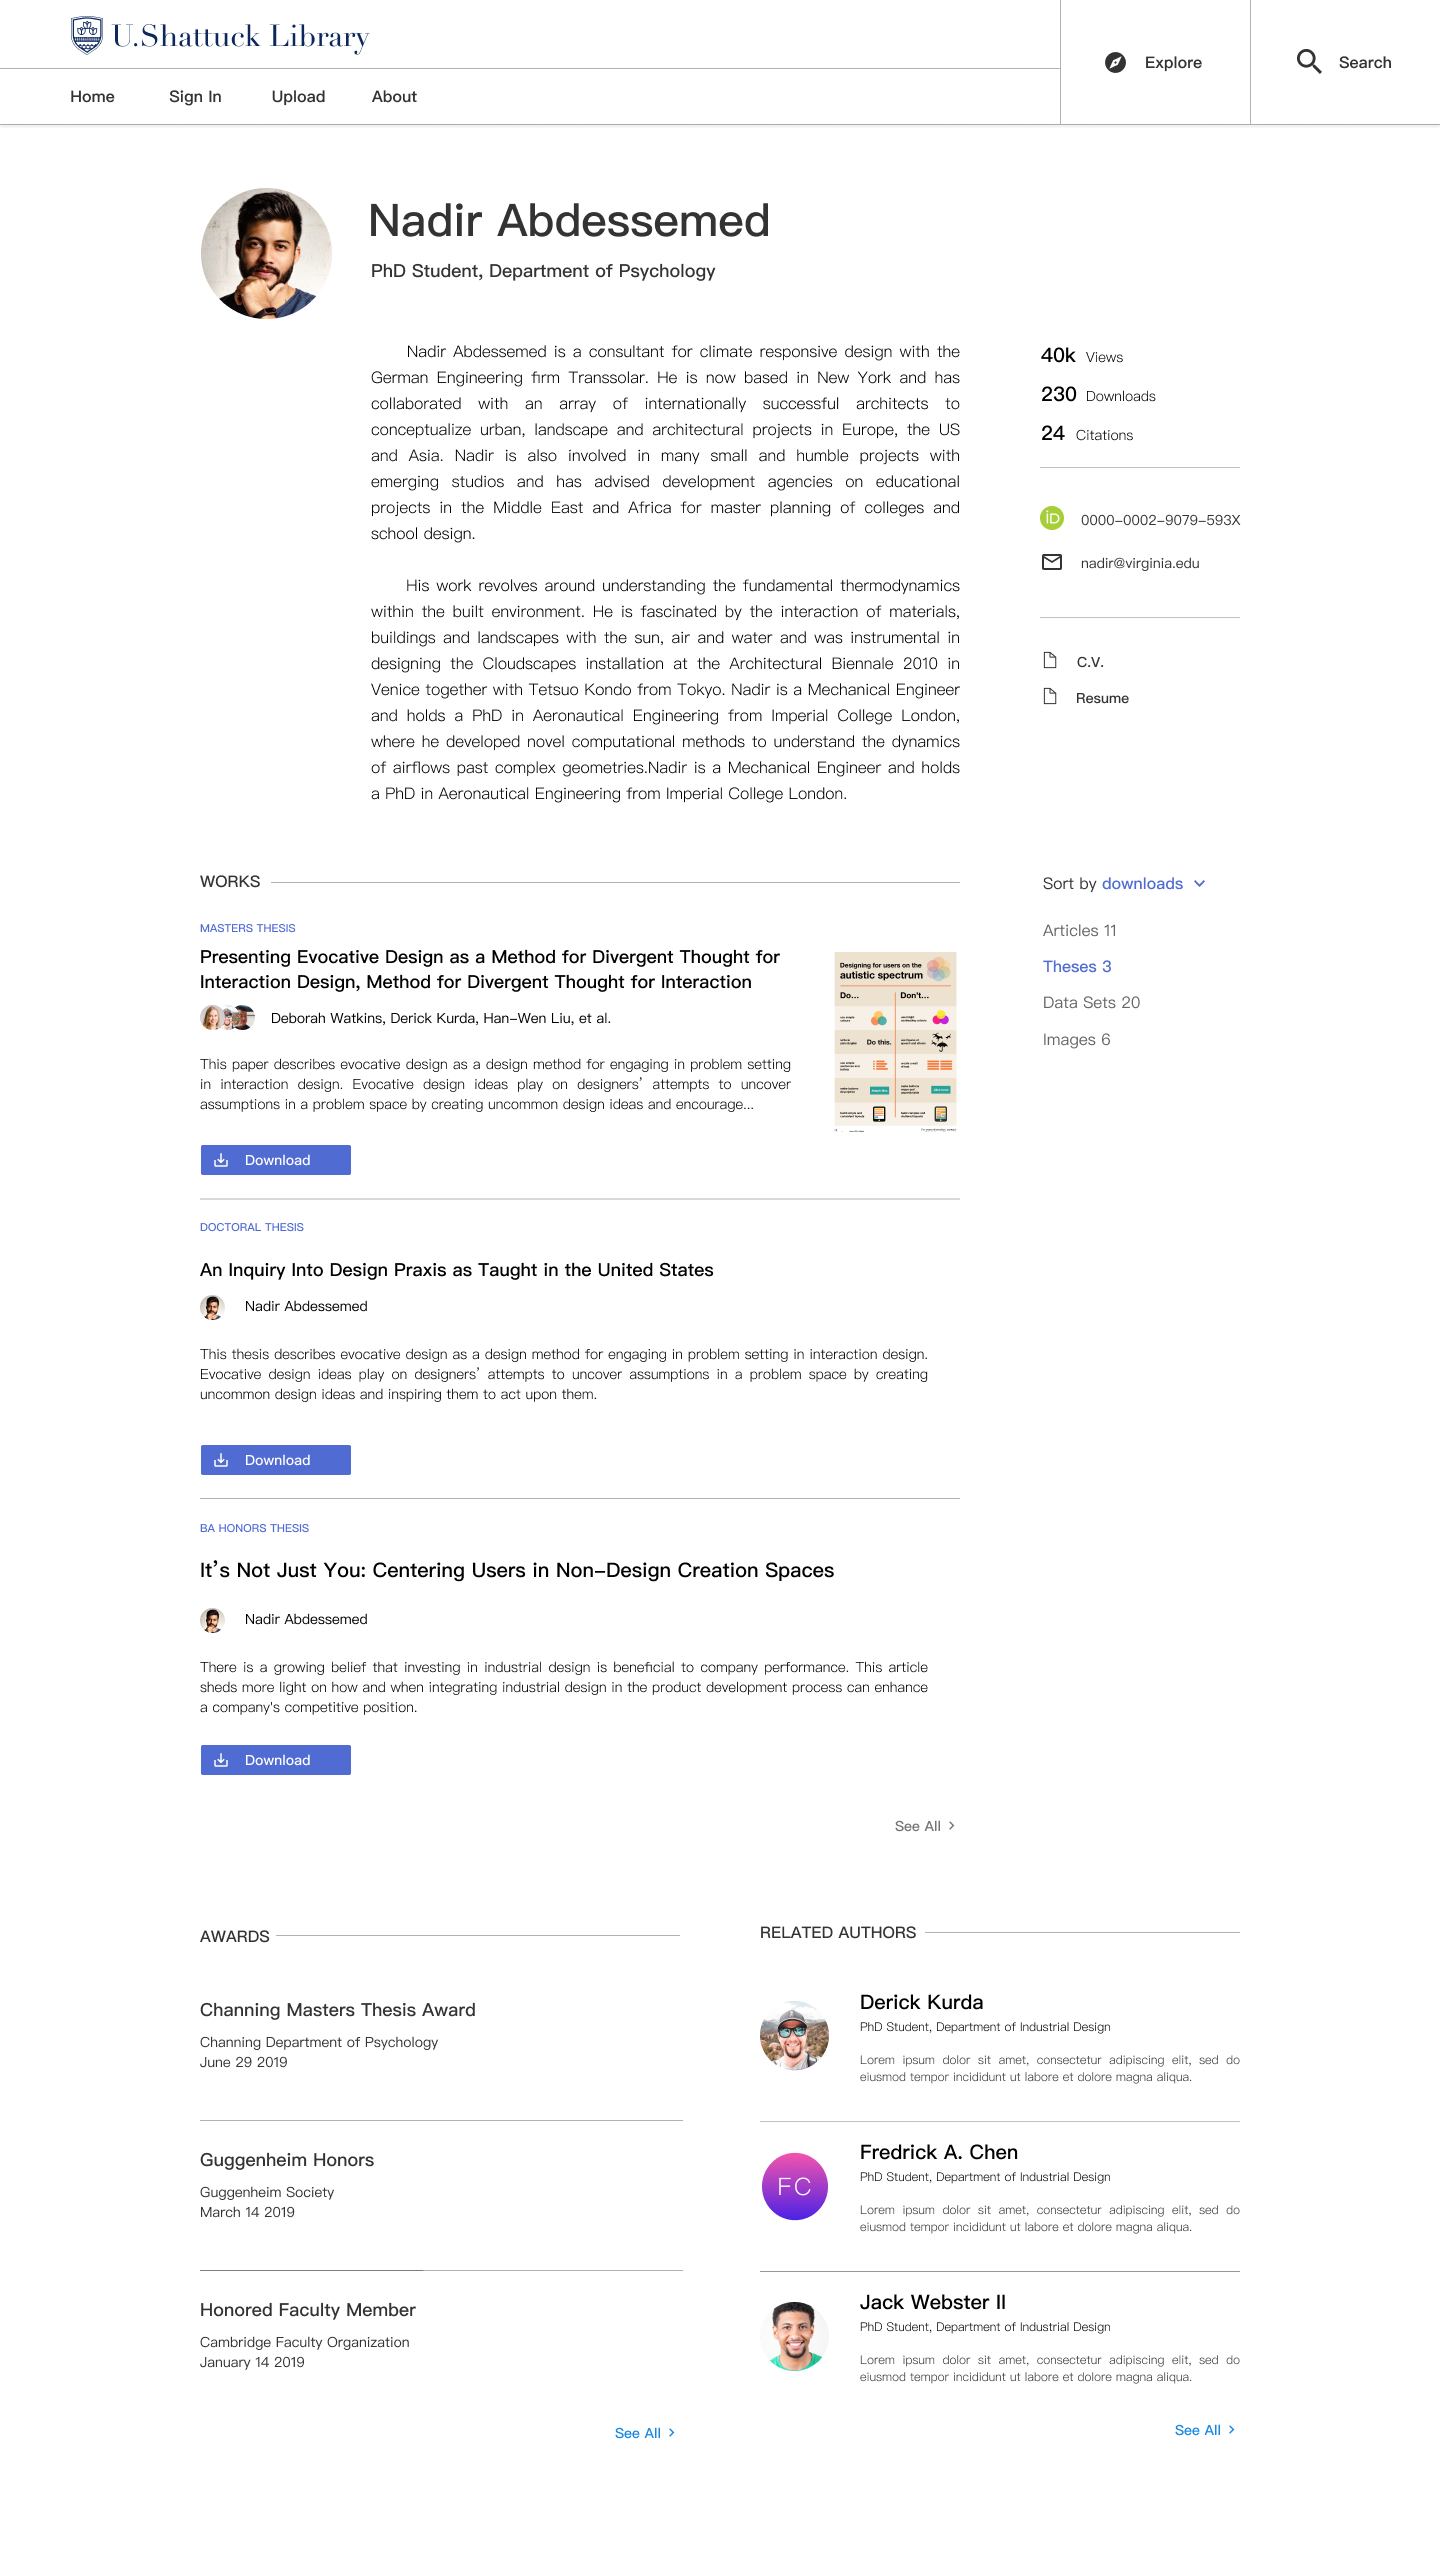 U.Shattuck Library
Explore
Search
Home
Sign In
Upload
About
Nadir Abdessemed
PhD Student, Department of Psychology
Nadir Abdessemed is a consultant for climate responsive design with the
German Engineering firm Transsolar. He is now based in New York and has
collaborated with an array of internationally successful architects to
conceptualize urban, landscape and architectural projects in Europe, the US
and Asia. Nadir is also involved in many small and humble projects with
emerging studios and has advised development agencies on educational
projects in the Middle East and Africa for master planning of colleges and
school design.
His work revolves around understanding the fundamental thermodynamics
within the built environment. He is fascinated by the interaction of materials,
buildings and landscapes with the sun, air and water and was instrumental in
designing the Cloudscapes installation at the Architectural Biennale 2010 in
Venice together with Tetsuo Kondo from Tokyo. Nadir is a Mechanical Engineer
and holds a PhD in Aeronautical Engineering from Imperial College London,
where he developed novel computational methods to understand the dynamics
of airflows past complex geometries.Nadir is a Mechanical Engineer and holds
a PhD in Aeronautical Engineering from Imperial College London.
40k Views
230 Downloads
24 Citations
iD 0000-0002-9079-593X
nadir@virginia.edu
C.V.
Resume
WORKS
MASTERS THESIS
Presenting Evocative Design as a Method for Divergent Thought for
Interaction Design, Method for Divergent Thought for Interaction
Deborah Watkins, Derick Kurda, Han-Wen Liu, et al.
This paper describes evocative design as a design method for engaging in problem setting
in interaction design. Evocative design ideas play on designers’ attempts to uncover
assumptions in a problem space by creating uncommon design ideas and encourage...
Designing for users on the
autistic spectrum
Do...
Don't...
Do this.
Download
Sort by downloads
Articles 11
Theses 3
Data Sets 20
Images 6
DOCTORAL THESIS
An Inquiry Into Design Praxis as Taught in the United States
Nadir Abdessemed
This thesis describes evocative design as a design method for engaging in problem setting in interaction design.
Evocative design ideas play on designers’ attempts to uncover assumptions in a problem space by creating
uncommon design ideas and inspiring them to act upon them.
Download
BA HONORS THESIS
It’s Not Just You: Centering Users in Non-Design Creation Spaces
Nadir Abdessemed
There is a growing belief that investing in industrial design is beneficial to company performance. This article
sheds more light on how and when integrating industrial design in the product development process can enhance
a company's competitive position.
Download
See All
AWARDS
Channing Masters Thesis Award
Channing Department of Psychology
June 29 2019
Guggenheim Honors
Guggenheim Society
March 14 2019
Honored Faculty Member
Cambridge Faculty Organization
January 14 2019
See All
RELATED AUTHORS
Derick Kurda
PhD Student, Department of Industrial Design
Lorem ipsum dolor sit amet, consectetur adipiscing elit, sed do
eiusmod tempor incididunt ut labore et dolore magna aliqua.
FC
Fredrick A. Chen
PhD Student, Department of Industrial Design
Lorem ipsum dolor sit amet, consectetur adipiscing elit, sed do
eiusmod tempor incididunt ut labore et dolore magna aliqua.
Jack Webster II
PhD Student, Department of Industrial Design
Lorem ipsum dolor sit amet, consectetur adipiscing elit, sed do
eiusmod tempor incididunt ut labore et dolore magna aliqua.
See All